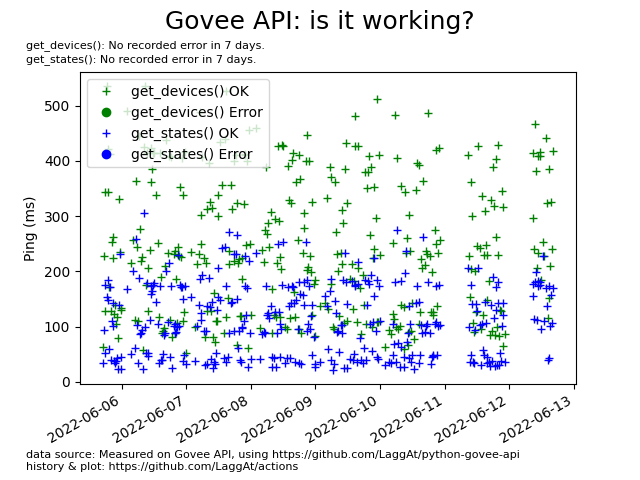 Govee API: is it working?
get_devices(): No recorded error in 7 days.
get_states(): No recorded error in 7 days.
get_devices() OK
get_devices() Error
get_states() OK
get_states() Error
Ping (ms)
500
400
300
200
100
0
2022-06-06
2022-06-07
2022-06-08
2022-06-09
2022-06-10
2022-06-11
2022-06-12
2022-06-13
data source: Measured on Govee API, using https://github.com/LaggAt/python-govee-api
history & plot: https://github.com/LaggAt/actions